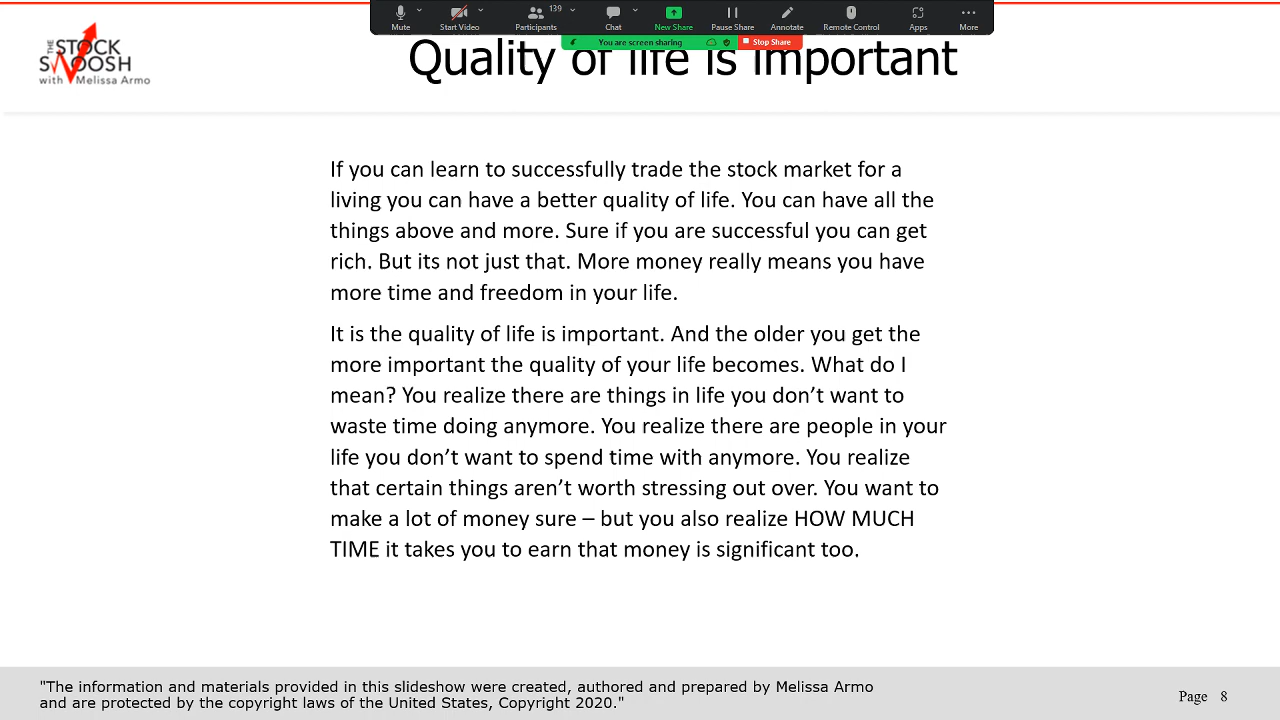 139
Mute
Start Video
Participants
Chat
New Share
Pause Share
Annotate
Remote Control
Apps
More
You are screen sharing
Stop Share
THE
STOCK
SWOOSH
with Melissa Armo
Quality of life is important
If you can learn to successfully trade the stock market for a
living you can have a better quality of life. You can have all the
things above and more. Sure if you are successful you can get
rich. But its not just that. More money really means you have
more time and freedom in your life.
It is the quality of life is important. And the older you get the
more important the quality of your life becomes. What do I
mean? You realize there are things in life you don’t want to
waste time doing anymore. You realize there are people in your
life you don’t want to spend time with anymore. You realize
that certain things aren’t worth stressing out over. You want to
make a lot of money sure – but you also realize HOW MUCH
TIME it takes you to earn that money is significant too.
"The information and materials provided in this slideshow were created, authored and prepared by Melissa Armo
and are protected by the copyright laws of the United States, Copyright 2020."
Page 8